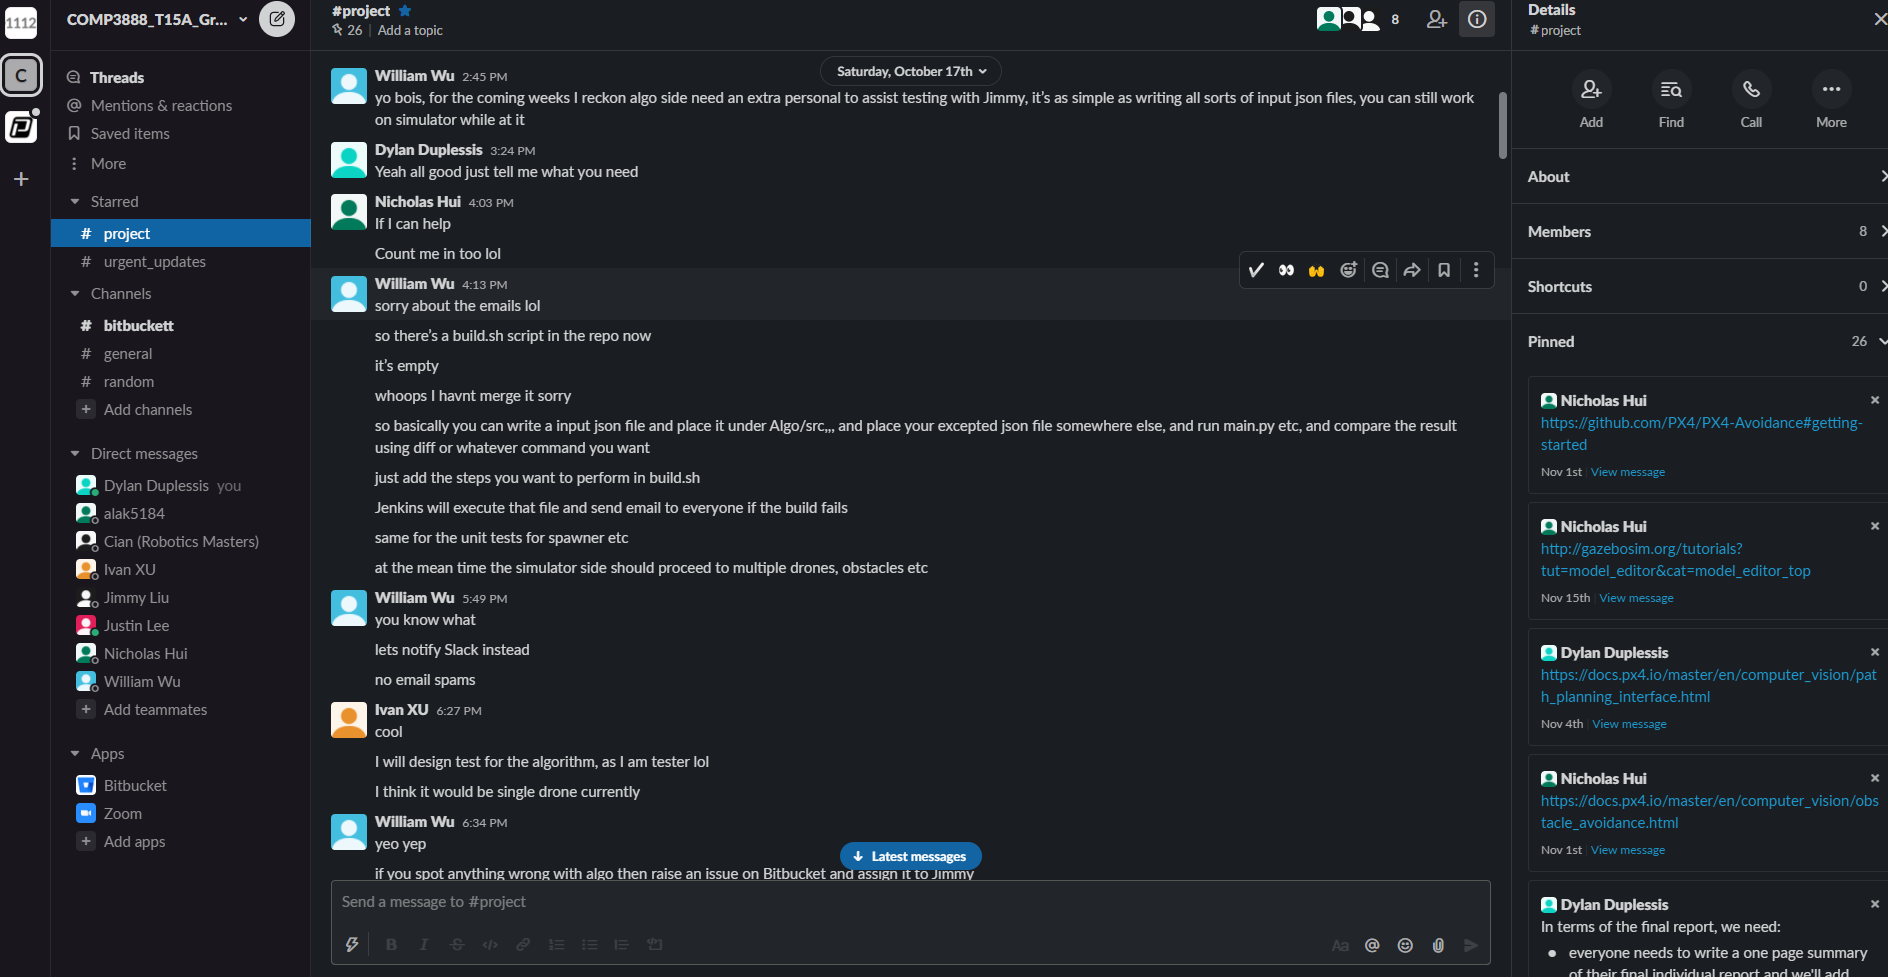 1112
C
COMP3888_T15A_Gr...
Threads
Mentions & reactions
Saved items
More
Starred
# project
# urgent_updates
Channels
# bitbuckett
# general
# random
+ Add channels
Direct messages
Dylan Duplessis you
alak5184
Cian (Robotics Masters)
Ivan XU
Jimmy Liu
Justin Lee
Nicholas Hui
William Wu
+ Add teammates
Apps
Bitbucket
Zoom
+ Add apps
#project
26 | Add a topic
8
Saturday, October 17th
William Wu 2:45 PM
yo bois, for the coming weeks I reckon algo side need an extra personal to assist testing with Jimmy, it's as simple as writing all sorts of input json files, you can still work
on simulator while at it
Dylan Duplessis 3:24 PM
Yeah all good just tell me what you need
Nicholas Hui 4:03 PM
If I can help
Count me in too lol
William Wu 4:13 PM
sorry about the emails lol
so there's a build.sh script in the repo now
it's empty
whoops I havnt merge it sorry
so basically you can write a input json file and place it under Algo/src,,, and place your excepted json file somewhere else, and run main.py etc, and compare the result
using diff or whatever command you want
just add the steps you want to perform in build.sh
Jenkins will execute that file and send email to everyone if the build fails
same for the unit tests for spawner etc
at the mean time the simulator side should proceed to multiple drones, obstacles etc
William Wu 5:49 PM
you know what
lets notify Slack instead
no email spams
Ivan XU 6:27 PM
cool
I will design test for the algorithm, as I am tester lol
I think it would be single drone currently
William Wu 6:34 PM
yeo yep
if you spot anything wrong with algo then raise an issue on Bitbucket and assign it to Jimmy
Latest messages
Send a message to #project
B I S </> Aa @
Details
# project
Add Find Call More
About
Members 8
Shortcuts 0
Pinned 26
Nicholas Hui
https://github.com/PX4/PX4-Avoidance#getting-
started
Nov 1st | View message
Nicholas Hui
http://gazebosim.org/tutorials?
tut=model_editor&cat=model_editor_top
Nov 15th | View message
Dylan Duplessis
https://docs.px4.io/master/en/computer_vision/pat
h_planning_interface.html
Nov 4th | View message
Nicholas Hui
https://docs.px4.io/master/en/computer_vision/obs
tacle_avoidance.html
Nov 1st | View message
Dylan Duplessis
In terms of the final report, we need:
• everyone needs to write a one page summary
of their final individual report and we'll add